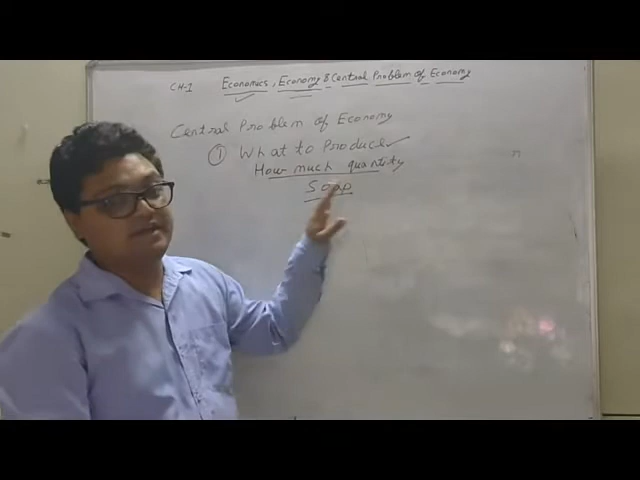 CH-1 Economics, Economy & Central Problem of Economy
Central Problem of Economy
① What to Produce
How much quantity
Soap
n